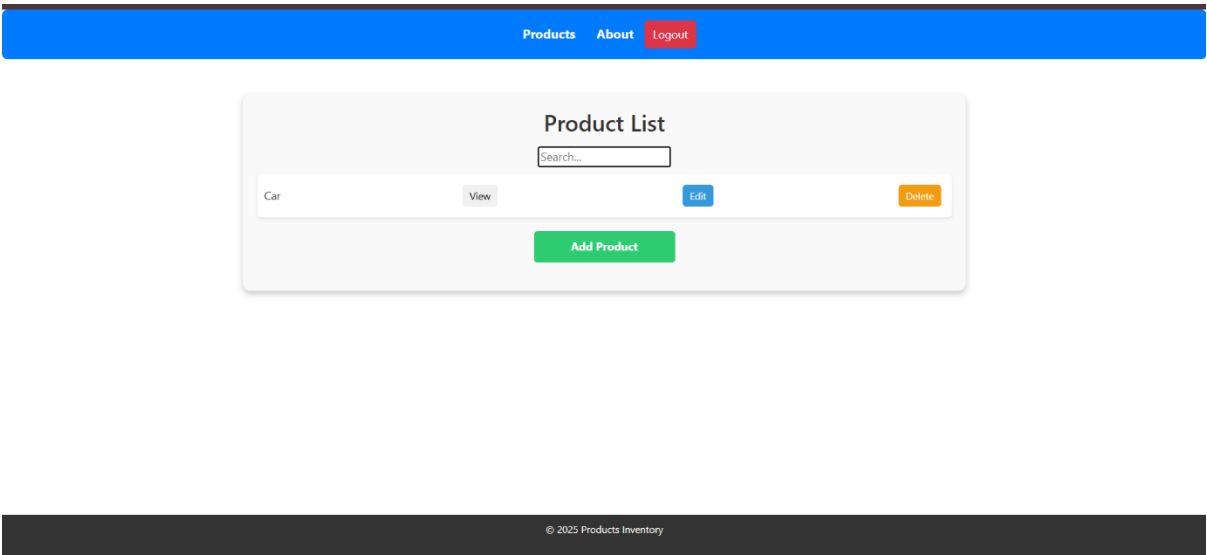 Products About Logout
Product List
Search...
Car View Edit Delete
Add Product
© 2025 Products Inventory